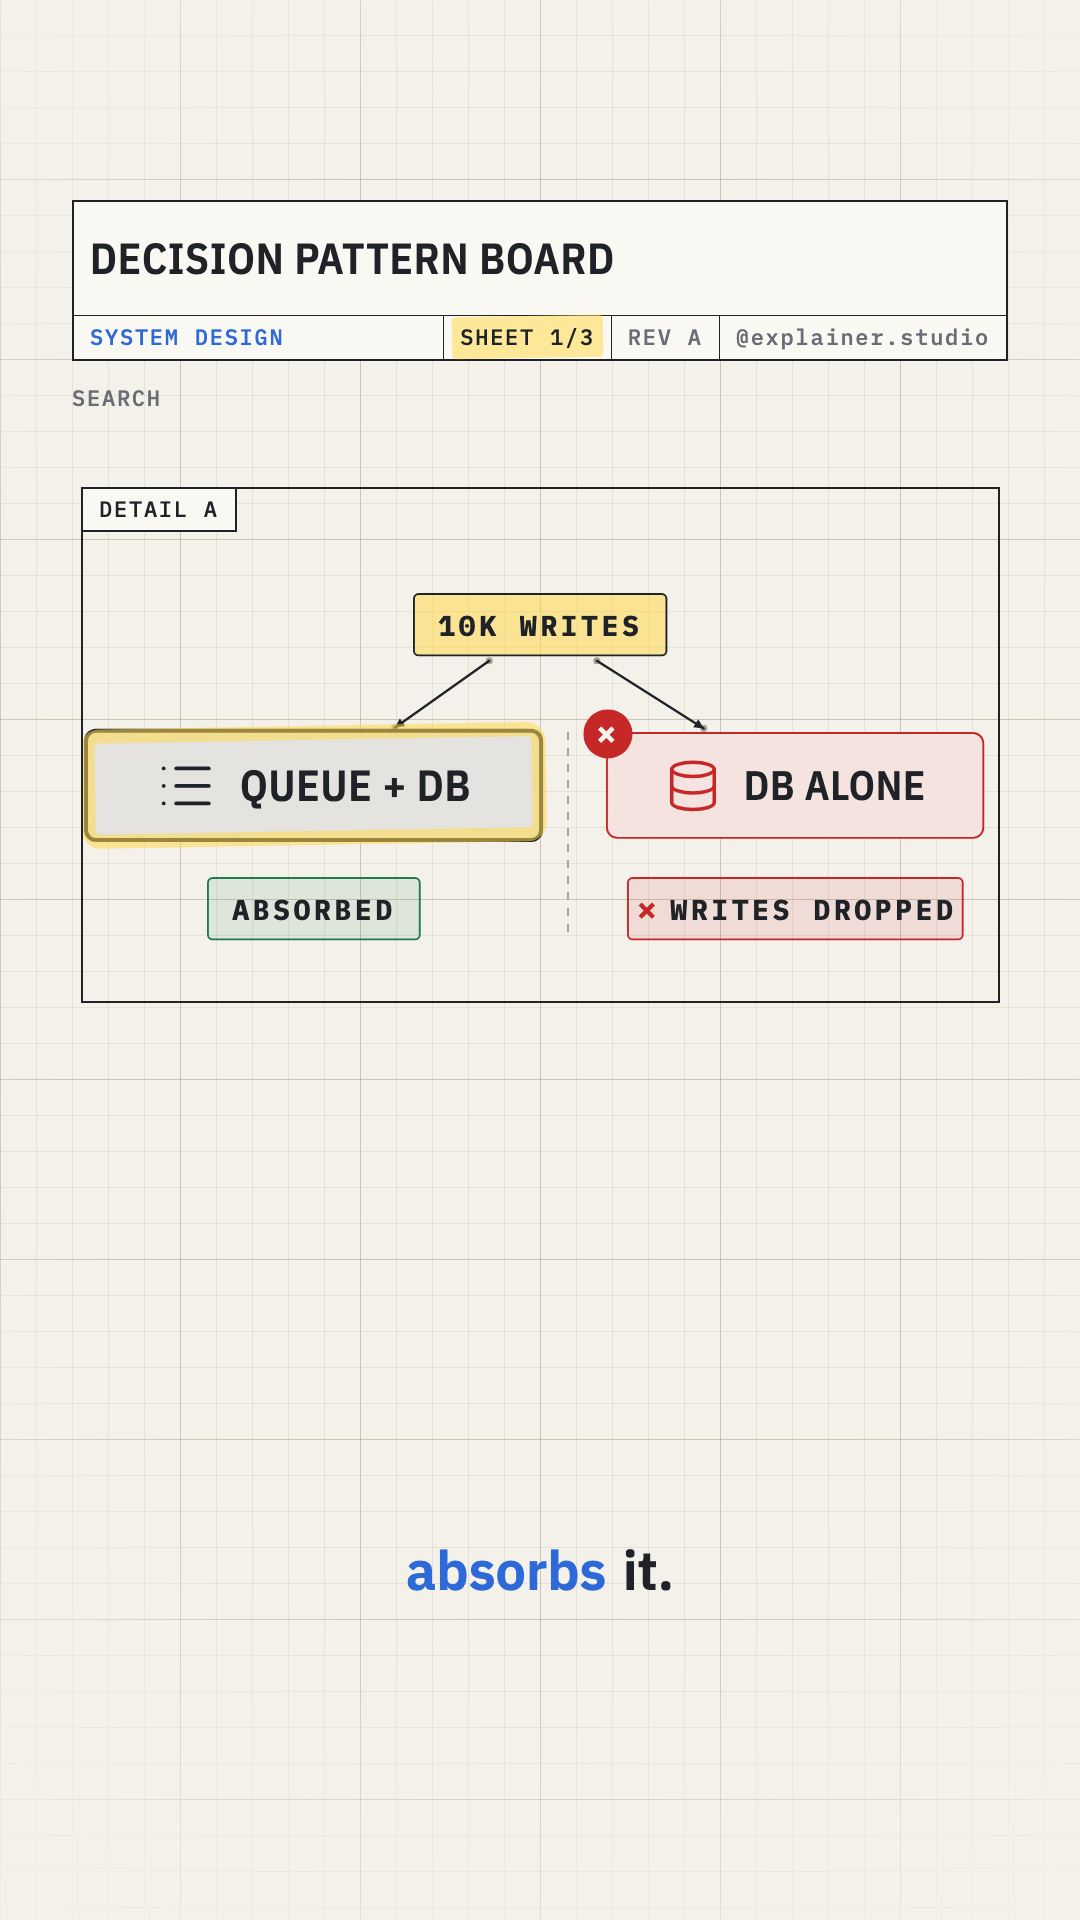 DECISION PATTERN BOARD
SYSTEM DESIGN
SHEET 1/3
REV A
@explainer.studio
SEARCH
DETAIL A
10K WRITES
QUEUE + DB
DB ALONE
ABSORBED
× WRITES DROPPED
absorbs it.